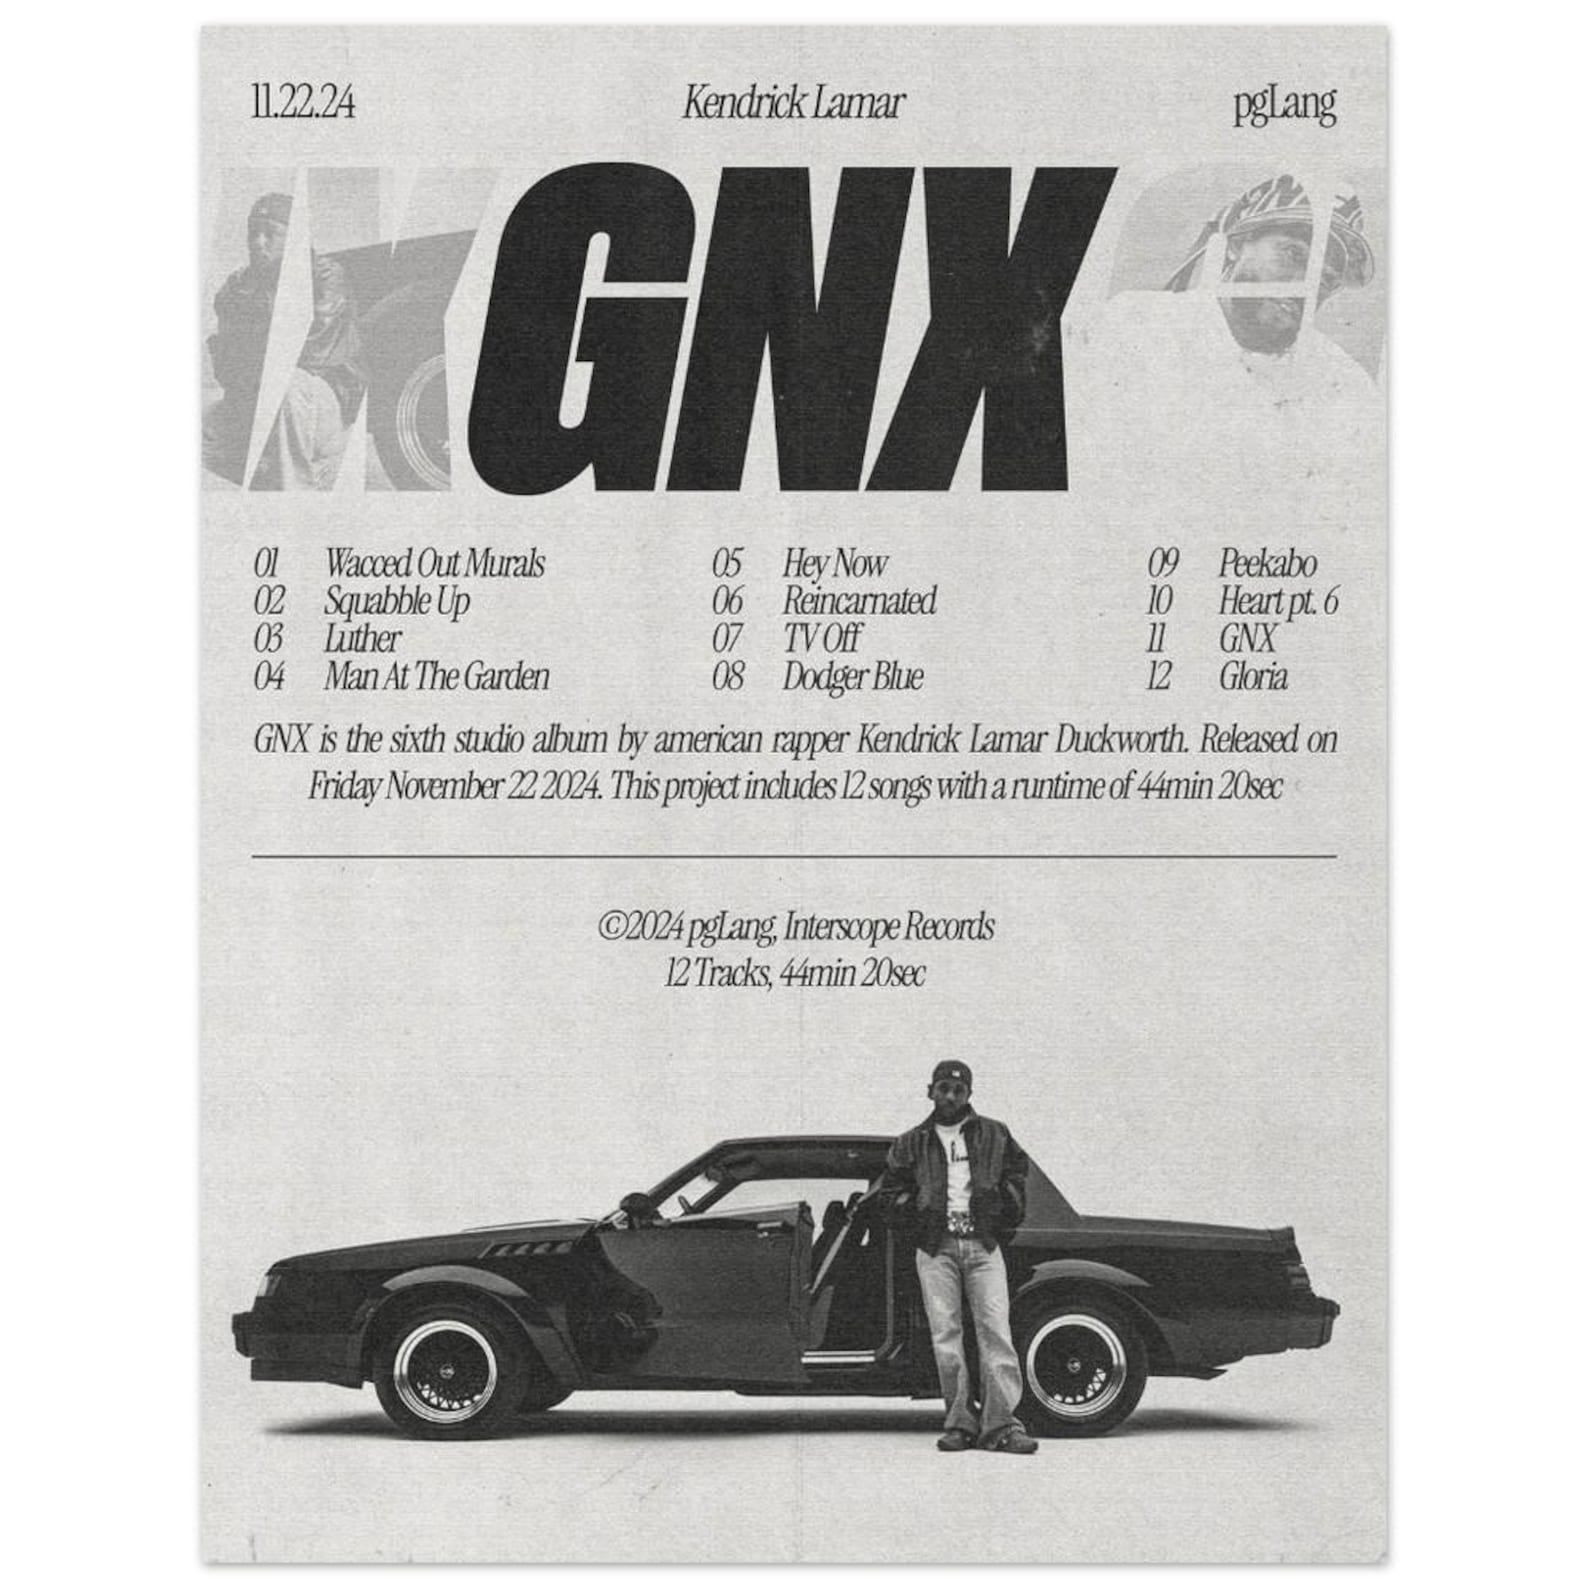 11.22.24 Kendrick Lamar pgLang
GNX
01 Wacced Out Murals
02 Squabble Up
03 Luther
04 Man At The Garden
05 Hey Now
06 Reincarnated
07 TV Off
08 Dodger Blue
09 Peekabo
10 Heart pt. 6
11 GNX
12 Gloria
GNX is the sixth studio album by american rapper Kendrick Lamar Duckworth. Released on
Friday November 22 2024. This project includes 12 songs with a runtime of 44min 20sec
©2024 pgLang, Interscope Records
12 Tracks, 44min 20sec